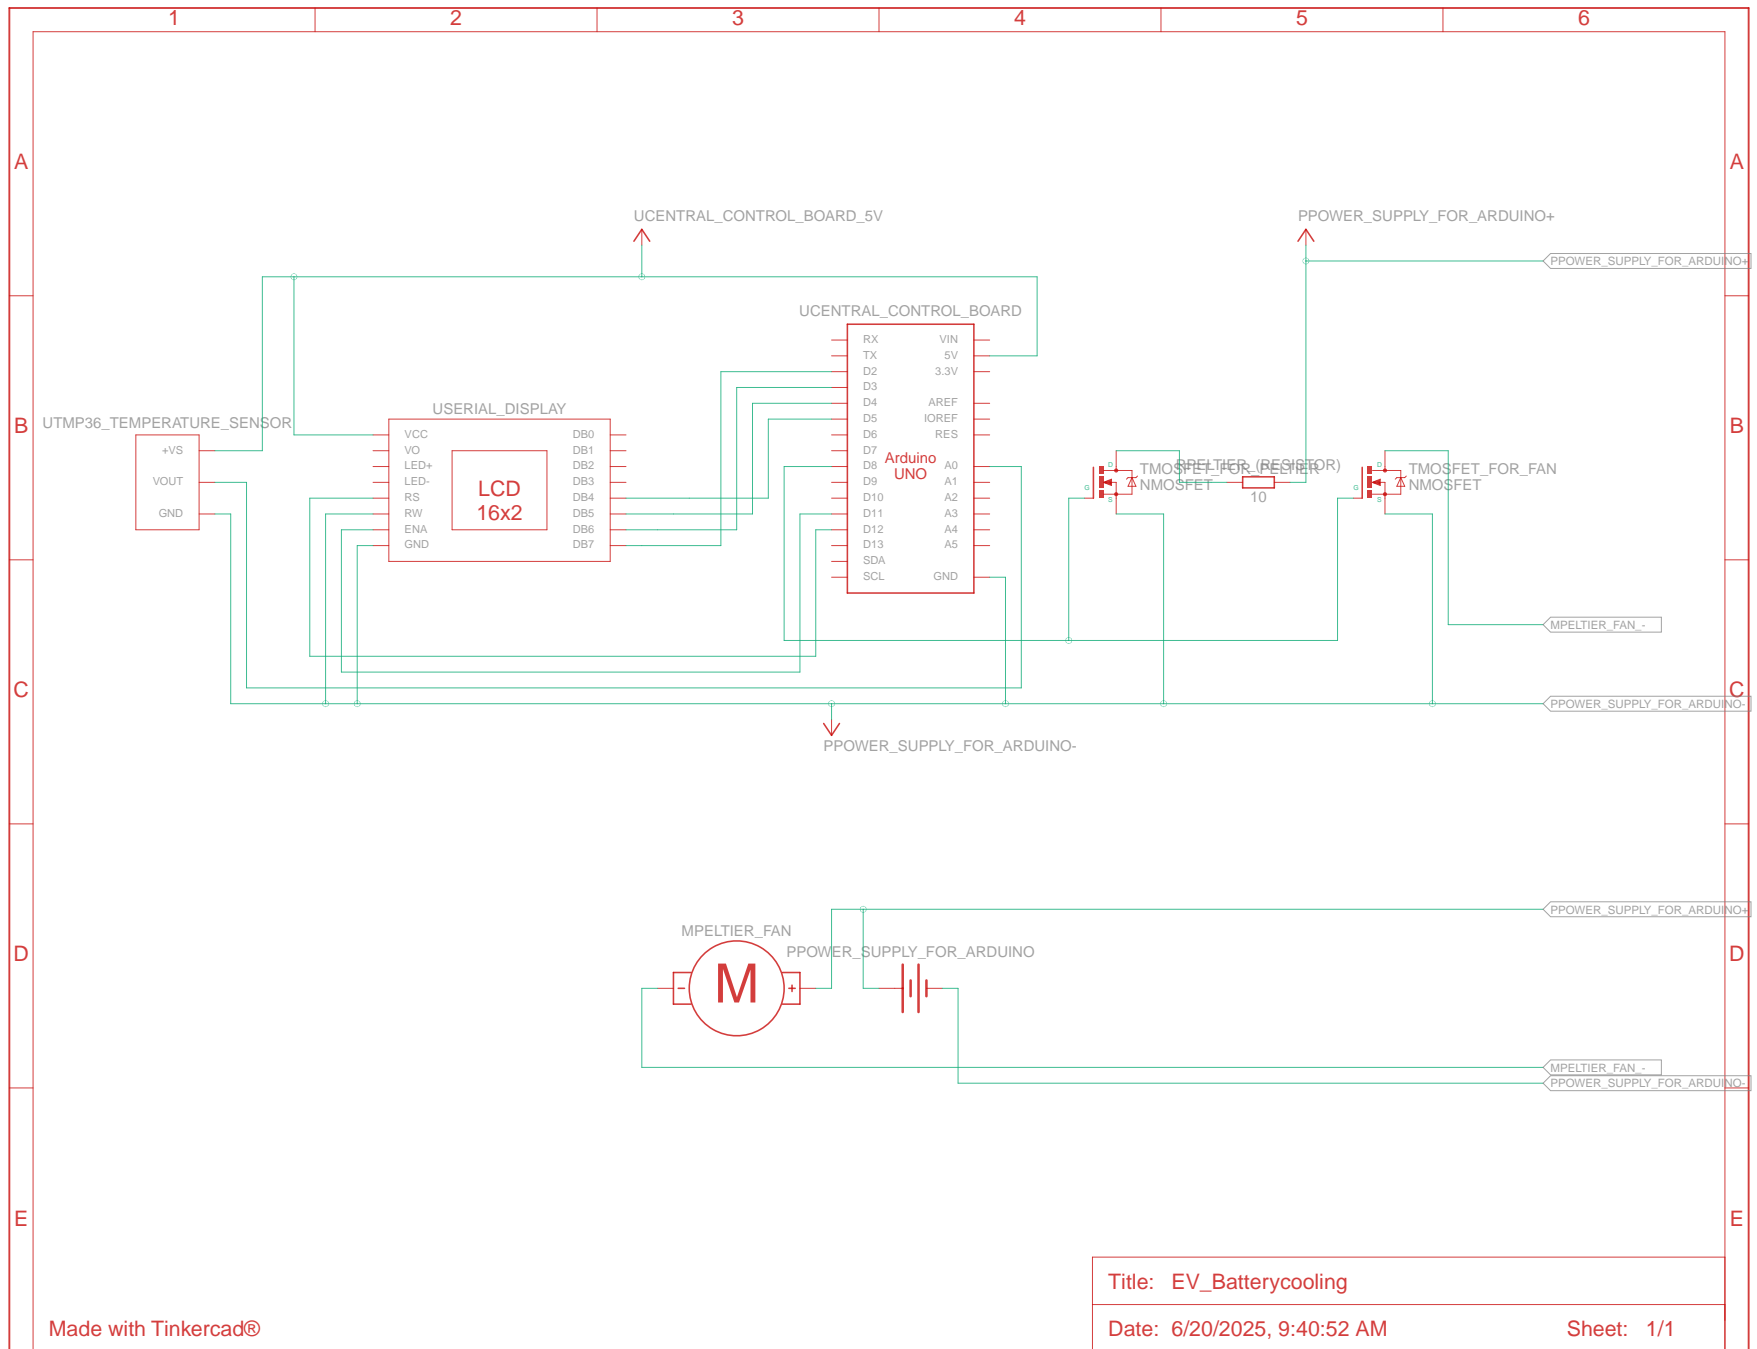 1 2 3 4 5 6
A A
UCENTRAL_CONTROL_BOARD_5V PPOWER_SUPPLY_FOR_ARDUINO+
PPOWER_SUPPLY_FOR_ARDUINO+
UCENTRAL_CONTROL_BOARD
RX VIN
TX 5V
D2 3.3V
D3
D4 AREF
D5 IOREF
D6 RES
D7
Arduino
UNO
D8 A0
D9 A1
D10 A2
D11 A3
D12 A4
D13 A5
SDA
SCL GND
B B
UTMP36_TEMPERATURE_SENSOR
+VS
VOUT
GND
USERIAL_DISPLAY
VCC DB0
VO DB1
LED+ DB2
LED- DB3
RS DB4
RW DB5
ENA DB6
GND DB7
LCD
16x2
D
G
S
TMOSFET_FOR_PELTIER
NMOSFET
RPELTIER_(RESISTOR)
10
D
G
S
TMOSFET_FOR_FAN
NMOSFET
MPELTIER_FAN_-
C C
PPOWER_SUPPLY_FOR_ARDUINO-
PPOWER_SUPPLY_FOR_ARDUINO-
PPOWER_SUPPLY_FOR_ARDUINO+
MPELTIER_FAN
PPOWER_SUPPLY_FOR_ARDUINO
D D
- M +
MPELTIER_FAN_-
PPOWER_SUPPLY_FOR_ARDUINO-
E E
Title: EV_Batterycooling
Made with Tinkercad®
Date: 6/20/2025, 9:40:52 AM Sheet: 1/1